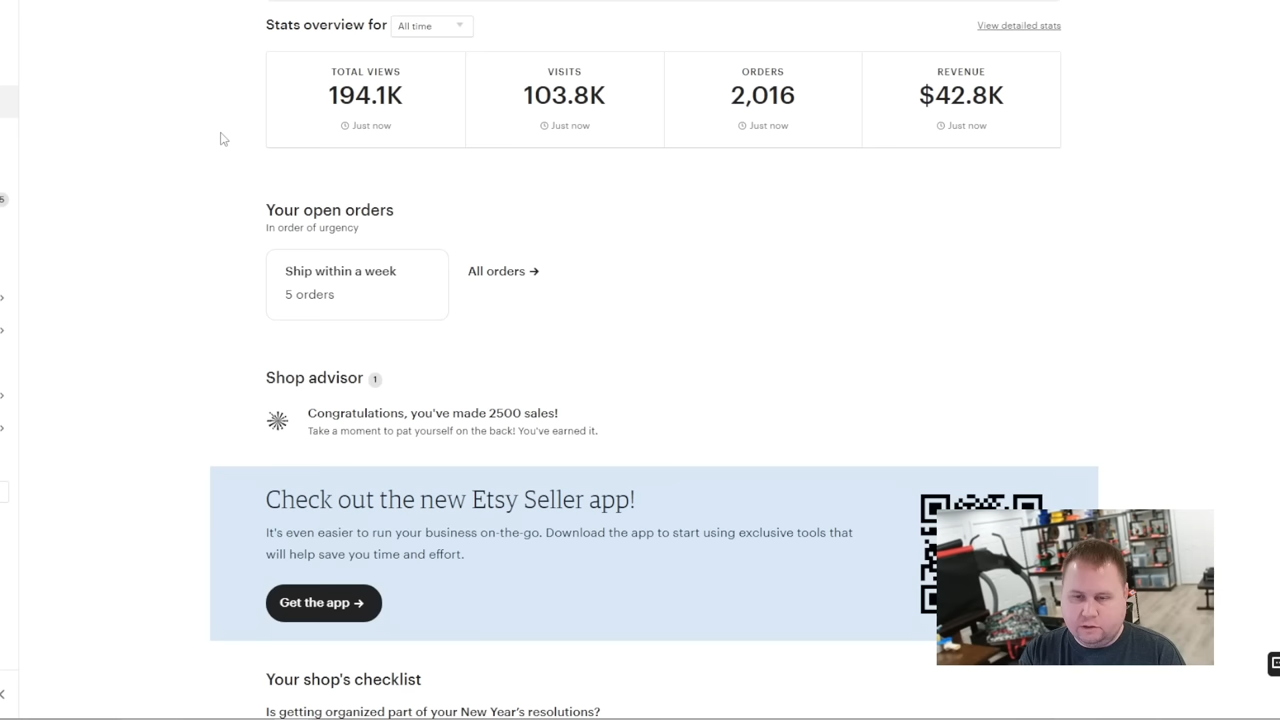 Stats overview for All time View detailed stats
TOTAL VIEWS VISITS ORDERS REVENUE
194.1K 103.8K 2,016 $42.8K
Just now Just now Just now Just now
5
Your open orders
In order of urgency
Ship within a week All orders →
5 orders
Shop advisor 1
Congratulations, you've made 2500 sales!
Take a moment to pat yourself on the back! You've earned it.
Check out the new Etsy Seller app!
It's even easier to run your business on-the-go. Download the app to start using exclusive tools that
will help save you time and effort.
Get the app →
Your shop's checklist
Is getting organized part of your New Year's resolutions?